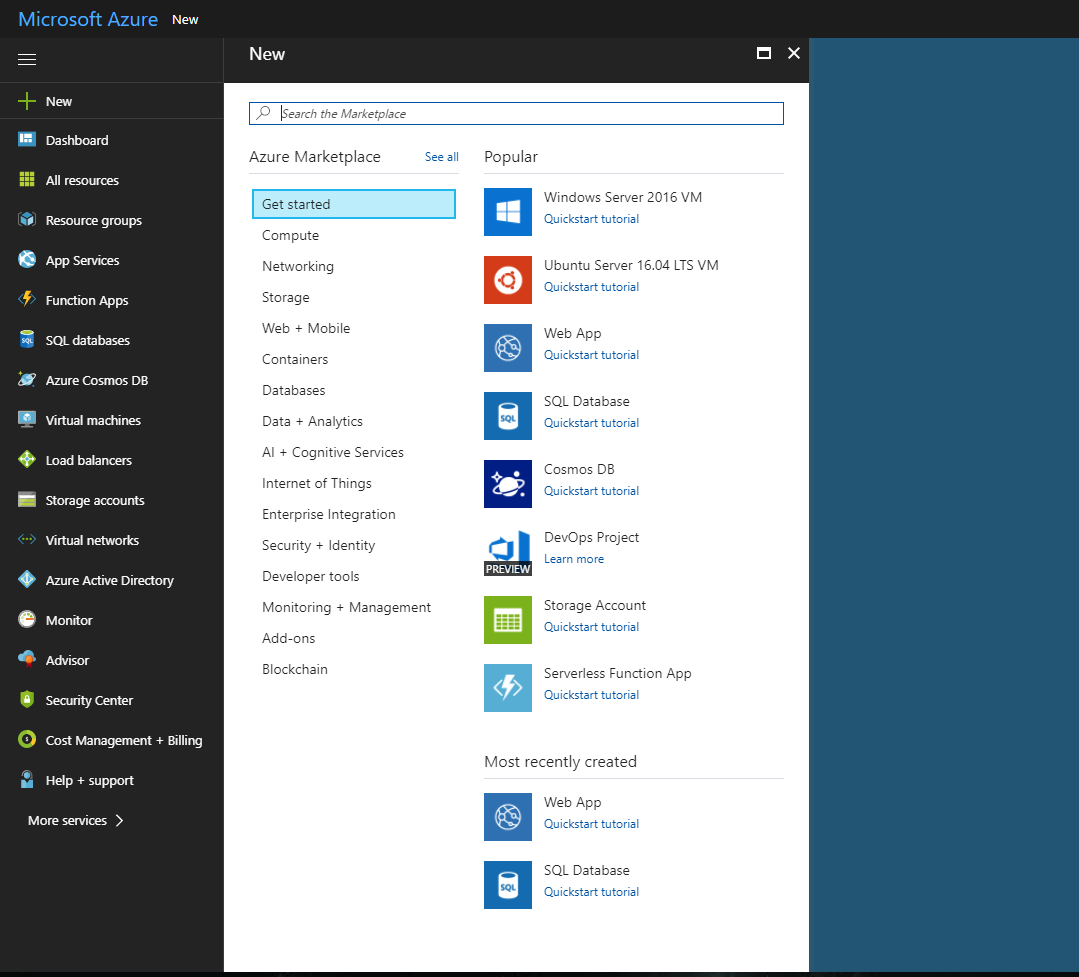 Microsoft Azure New
New
Dashboard
All resources
Resource groups
App Services
Function Apps
SQL databases
Azure Cosmos DB
Virtual machines
Load balancers
Storage accounts
Virtual networks
Azure Active Directory
Monitor
Advisor
Security Center
Cost Management + Billing
Help + support
More services
New
Search the Marketplace
Azure Marketplace See all
Get started
Compute
Networking
Storage
Web + Mobile
Containers
Databases
Data + Analytics
AI + Cognitive Services
Internet of Things
Enterprise Integration
Security + Identity
Developer tools
Monitoring + Management
Add-ons
Blockchain
Popular
Windows Server 2016 VM
Quickstart tutorial
Ubuntu Server 16.04 LTS VM
Quickstart tutorial
Web App
Quickstart tutorial
SQL
SQL Database
Quickstart tutorial
Cosmos DB
Quickstart tutorial
PREVIEW
DevOps Project
Learn more
Storage Account
Quickstart tutorial
Serverless Function App
Quickstart tutorial
Most recently created
Web App
Quickstart tutorial
SQL
SQL Database
Quickstart tutorial